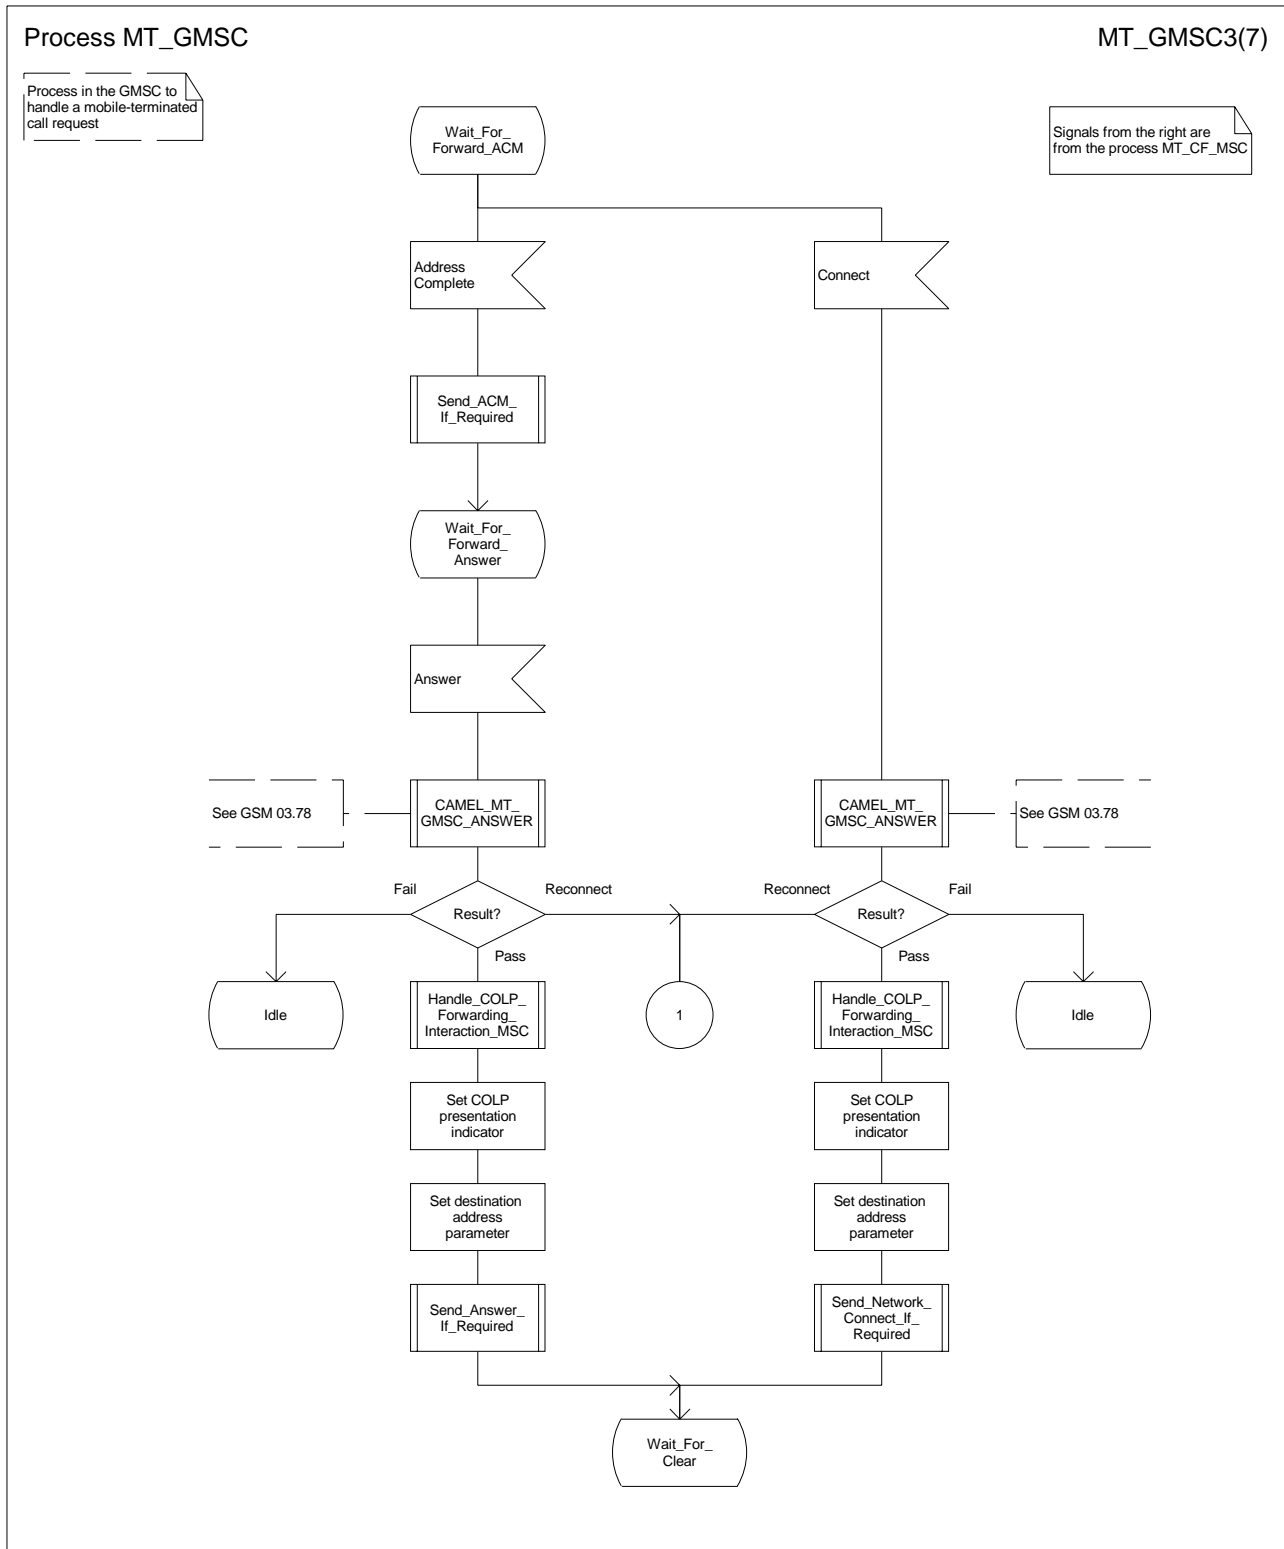 Process MT_GMSC
MT_GMSC3(7)
Process in the GMSC to
handle a mobile-terminated
call request
Signals from the right are
from the process MT_CF_MSC
Wait_For_
Forward_ACM
Address
Complete
Connect
Send_ACM_
If_Required
Wait_For_
Forward_
Answer
Answer
See GSM 03.78
CAMEL_MT_
GMSC_ANSWER
CAMEL_MT_
GMSC_ANSWER
See GSM 03.78
Fail
Result?
Reconnect
Reconnect
Result?
Fail
Pass
Pass
Idle
Handle_COLP_
Forwarding_
Interaction_MSC
1
Handle_COLP_
Forwarding_
Interaction_MSC
Idle
Set COLP
presentation
indicator
Set COLP
presentation
indicator
Set destination
address
parameter
Set destination
address
parameter
Send_Answer_
If_Required
Send_Network_
Connect_If_
Required
Wait_For_
Clear